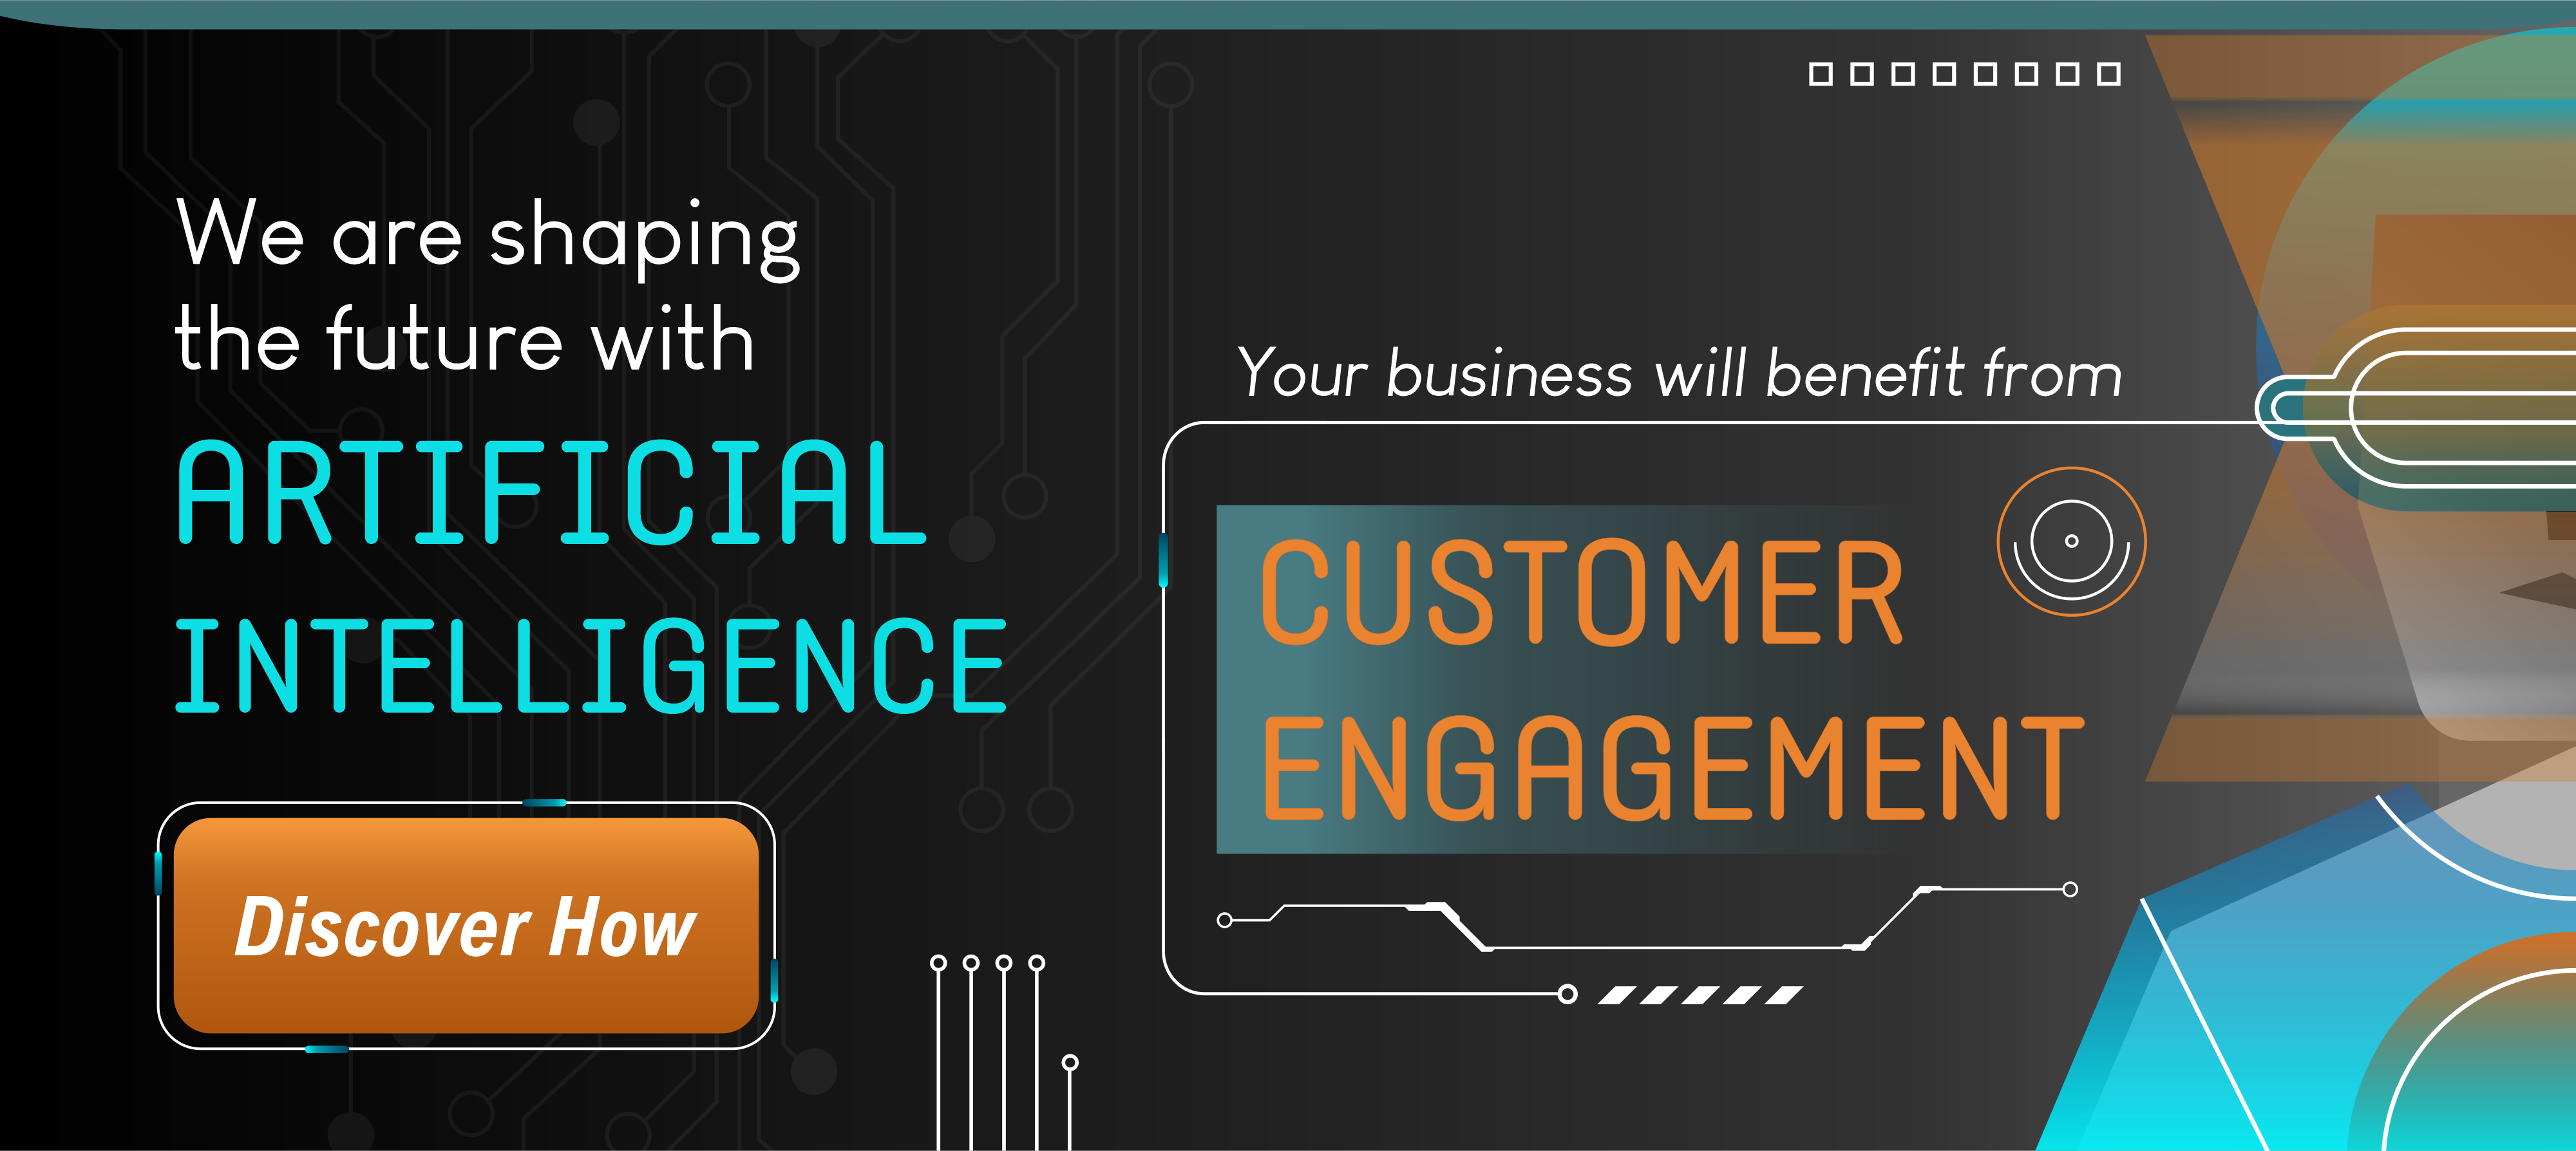 We are shaping
the future with
ARTIFICIAL
INTELLIGENCE
Discover How
Your business will benefit from
CUSTOMER
ENGAGEMENT